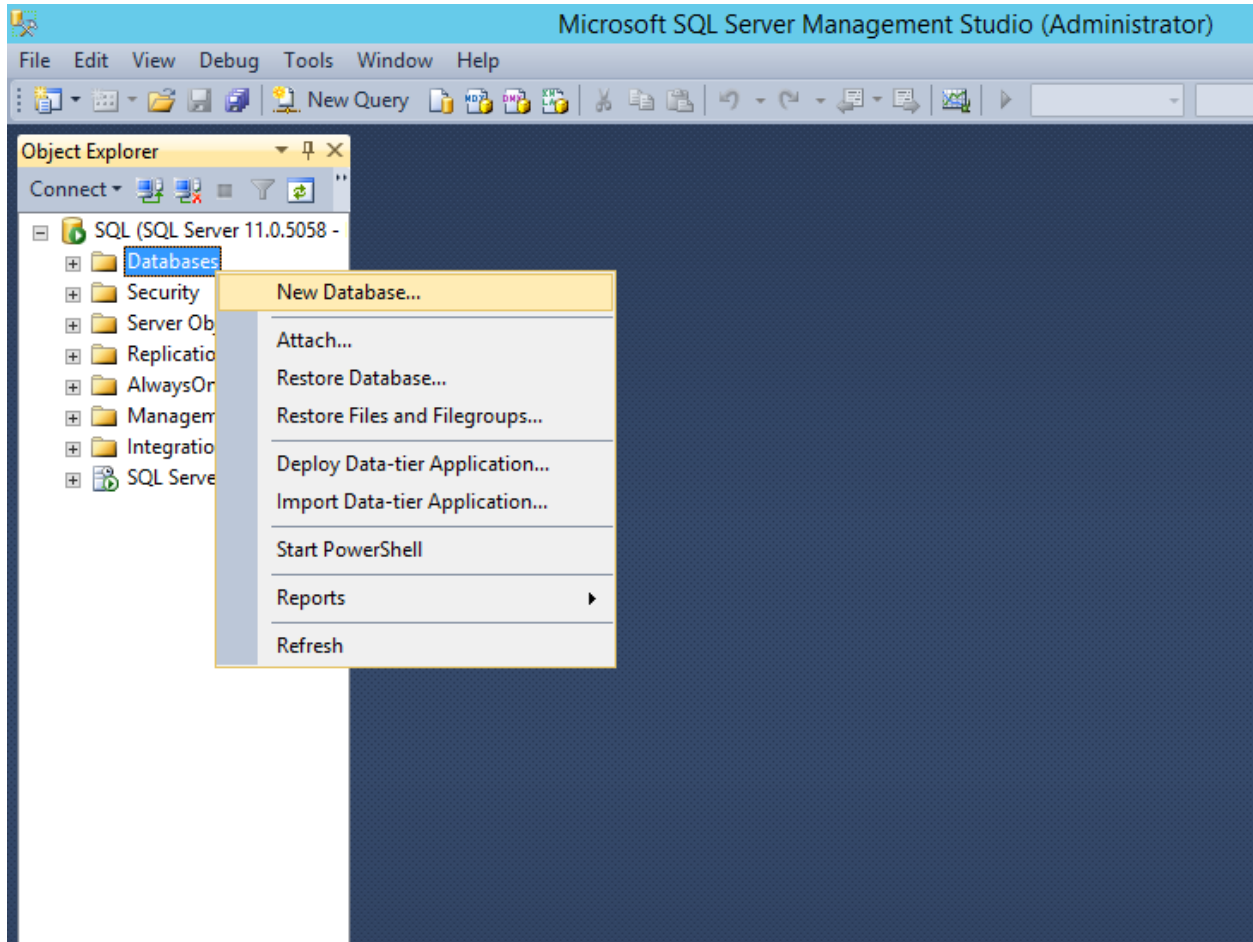 Microsoft SQL Server Management Studio (Administrator)
File Edit View Debug Tools Window Help
New Query
Object Explorer
Connect
SQL (SQL Server 11.0.5058 -
Databases
Security
Server Ob
Replicatio
AlwaysOn
Managem
Integratio
SQL Serve
New Database...
Attach...
Restore Database...
Restore Files and Filegroups...
Deploy Data-tier Application...
Import Data-tier Application...
Start PowerShell
Reports
Refresh